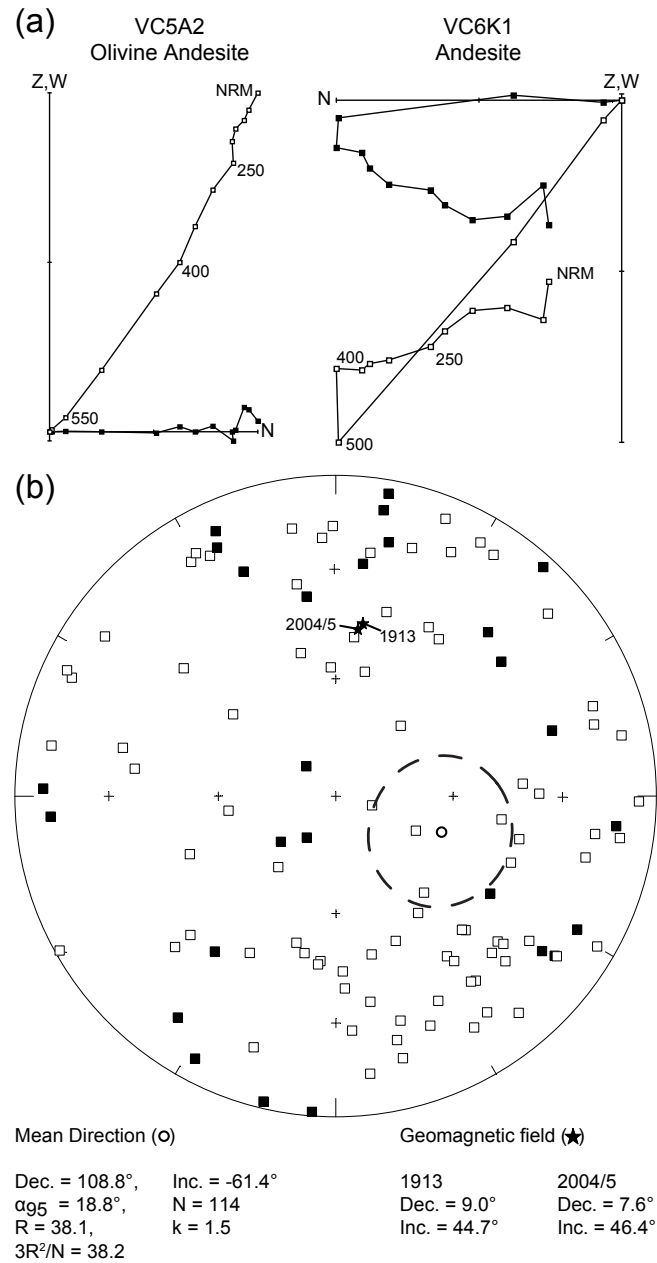 (a)
VC5A2
Olivine Andesite
VC6K1
Andesite
Z,W
NRM
250
400
550
N
N
Z,W
NRM
400
250
500
(b)
2004/5
1913
Mean Direction (○)
Dec. = 108.8°, Inc. = -61.4°
α95 = 18.8°, N = 114
R = 38.1, k = 1.5
3R²/N = 38.2
Geomagnetic field (★)
1913 2004/5
Dec. = 9.0° Dec. = 7.6°
Inc. = 44.7° Inc. = 46.4°